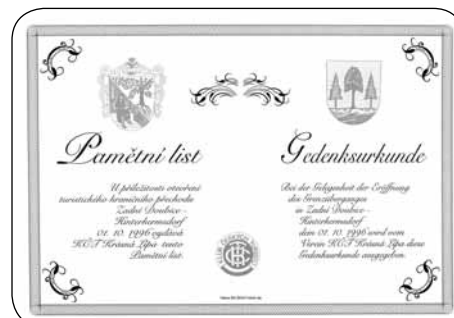 Pamětní list
U příležitosti otevření
turistického hraničního přechodu
Zadní Doubice -
Hinterhermsdorf
01. 10. 1996 vydává
KČT Krásná Lípa tento
Pamětní list.
Gedenksurkunde
Bei der Gelegenheit der Eröffnung
des Grenzüberganges
in Zadní Doubice -
Hinterhermsdorf
dem 01. 10. 1996 wird vom
Verein KČT Krásná Lípa diese
Gedenksurkunde ausgegeben.